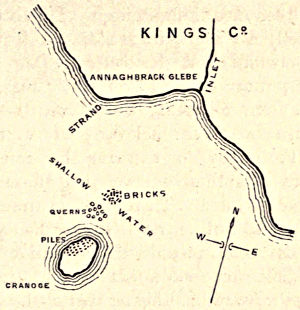 KINGS Co.
ANNAGHBRACK GLEBE
INLET
STRAND
SHALLOW WATER
BRICKS
QUERNS
PILES
CRANOGE
N
W
E